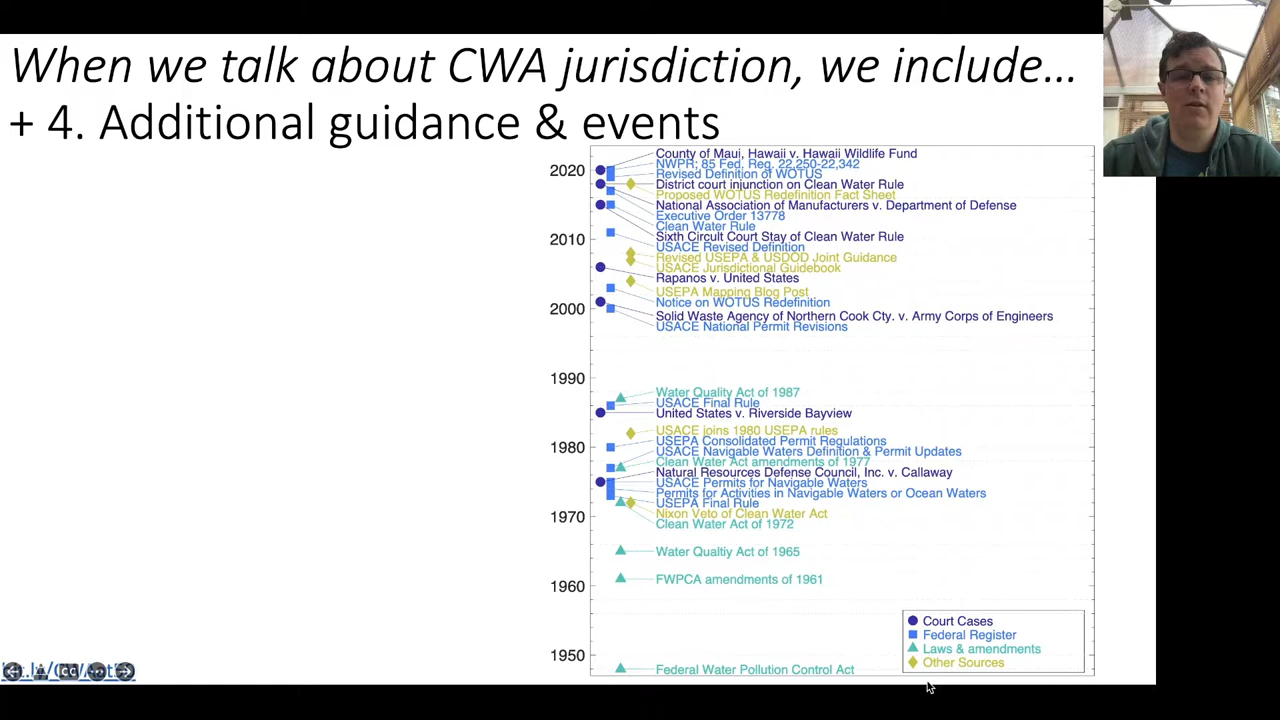 When we talk about CWA jurisdiction, we include…
+ 4. Additional guidance & events
2020
2010
2000
1990
1980
1970
1960
1950
County of Maui, Hawaii v. Hawaii Wildlife Fund
NWPR; 85 Fed. Reg. 22,250-22,342
Revised Definition of WOTUS
District court injunction on Clean Water Rule
Proposed WOTUS Redefinition Fact Sheet
National Association of Manufacturers v. Department of Defense
Executive Order 13778
Clean Water Rule
Sixth Circult Court Stay of Clean Water Rule
USACE Revised Definition
Revised USEPA & USDOD Joint Guidance
USACE Jurisdictional Guidebook
Rapanos v. United States
USEPA Mapping Blog Post
Notice on WOTUS Redefinition
Solid Waste Agency of Northern Cook Cty. v. Army Corps of Engineers
USACE National Permit Revisions
Water Quality Act of 1987
USACE Final Rule
United States v. Riverside Bayview
USACE joins 1980 USEPA rules
USEPA Consolidated Permit Regulations
USACE Navigable Waters Definition & Permit Updates
Clean Water Act amendments of 1977
Natural Resources Defense Council, Inc. v. Callaway
USACE Permits for Navigable Waters
Permits for Activities in Navigable Waters or Ocean Waters
USEPA Final Rule
Nixon Veto of Clean Water Act
Clean Water Act of 1972
Water Qualtiy Act of 1965
FWPCA amendments of 1961
Federal Water Pollution Control Act
Court Cases
Federal Register
Laws & amendments
Other Sources